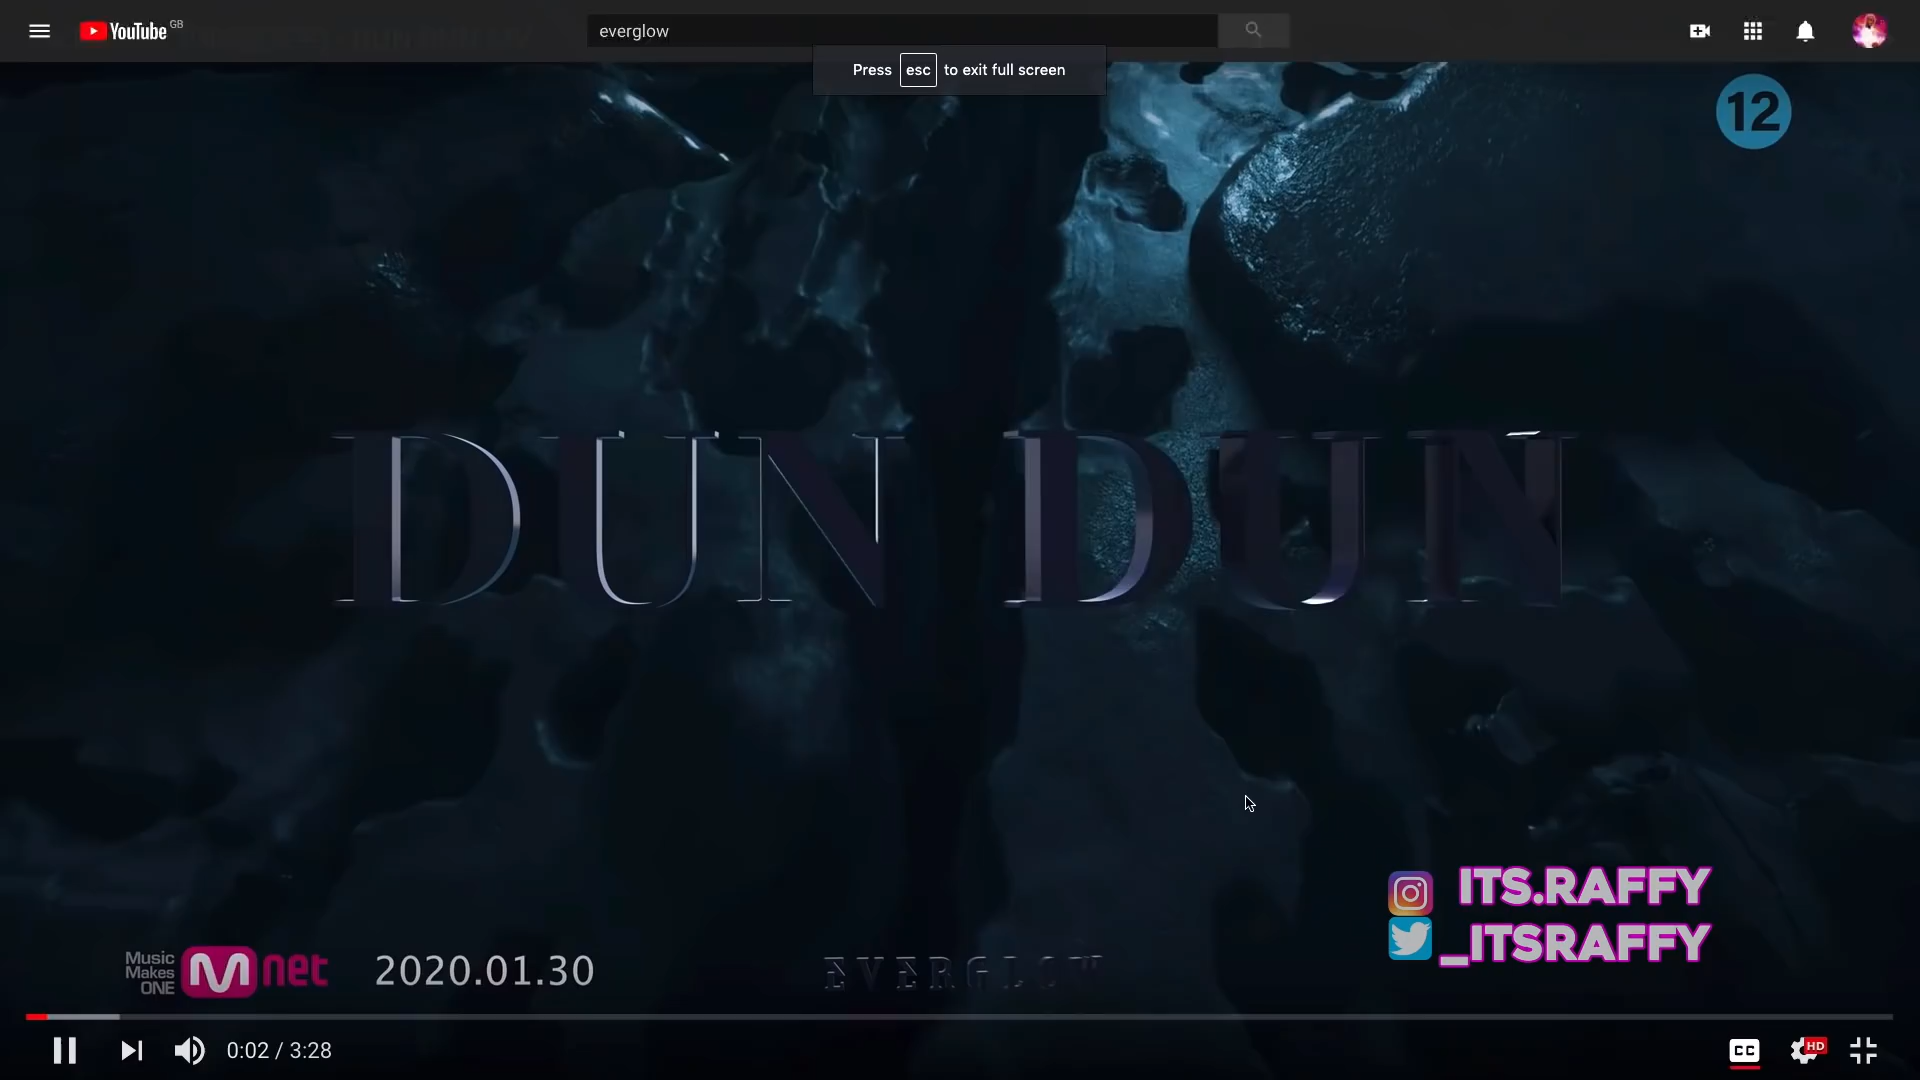 YouTube GB
everglow
Press esc to exit full screen
12
DUN DUN
ITS.RAFFY
_ITSRAFFY
Music
Makes
ONE
Mnet
2020.01.30
EVERGLOW
0:02 / 3:28
CC
HD